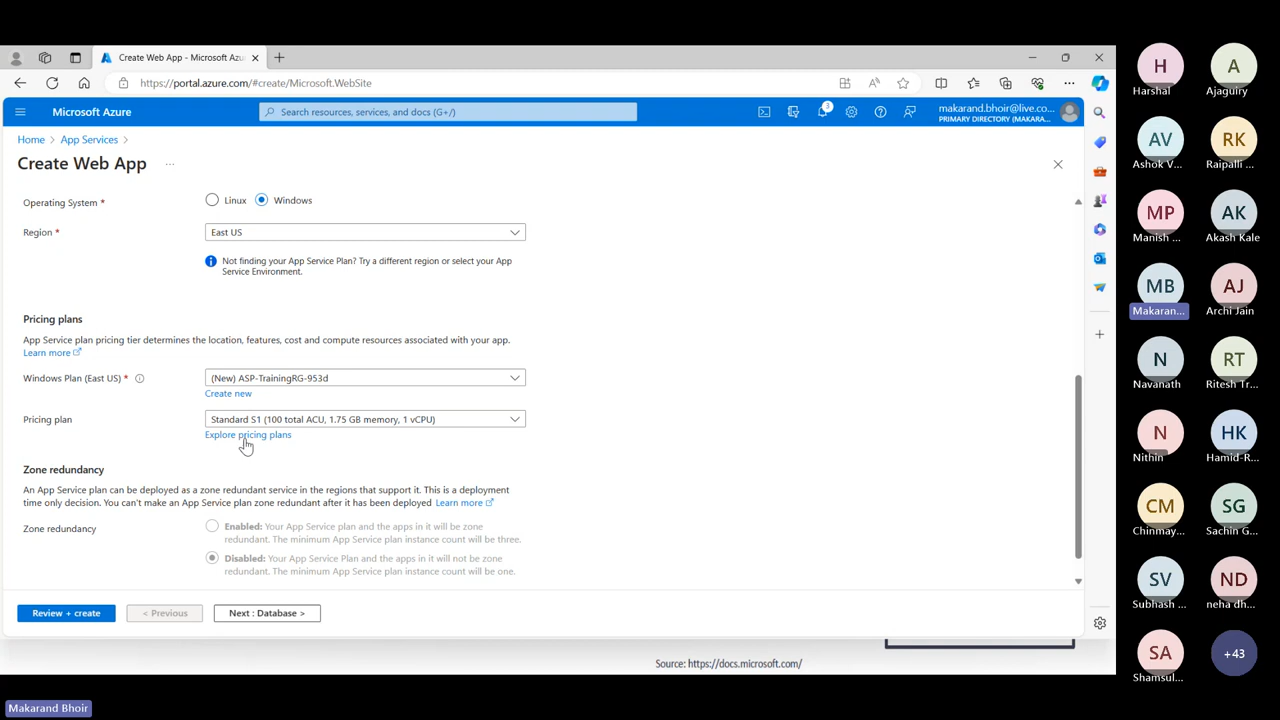 Create Web App - Microsoft Azu
https://portal.azure.com/#create/Microsoft.WebSite
Microsoft Azure
Search resources, services, and docs (G+/)
3
makarand.bhoir@live.co...
PRIMARY DIRECTORY (MAKARA...
Home > App Services >
Create Web App
...
Operating System *
Linux
Windows
Region *
East US
Not finding your App Service Plan? Try a different region or select your App
Service Environment.
Pricing plans
App Service plan pricing tier determines the location, features, cost and compute resources associated with your app.
Learn more
Windows Plan (East US) *
(New) ASP-TrainingRG-953d
Create new
Pricing plan
Standard S1 (100 total ACU, 1.75 GB memory, 1 vCPU)
Explore pricing plans
Zone redundancy
An App Service plan can be deployed as a zone redundant service in the regions that support it. This is a deployment
time only decision. You can't make an App Service plan zone redundant after it has been deployed Learn more
Zone redundancy
Enabled: Your App Service plan and the apps in it will be zone
redundant. The minimum App Service plan instance count will be three.
Disabled: Your App Service Plan and the apps in it will not be zone
redundant. The minimum App Service plan instance count will be one.
Review + create
< Previous
Next : Database >
Source: https://docs.microsoft.com/
Makarand Bhoir
H
Harshal
A
Ajagulry
AV
Ashok V...
RK
Raipalli ...
MP
Manish ...
AK
Akash Kale
MB
Makaran...
AJ
Archi Jain
N
Navanath
RT
Ritesh Tr...
N
Nithin
HK
Hamid-R...
CM
Chinmay...
SG
Sachin G...
SV
Subhash ...
ND
neha dh...
SA
Shamsul...
+43